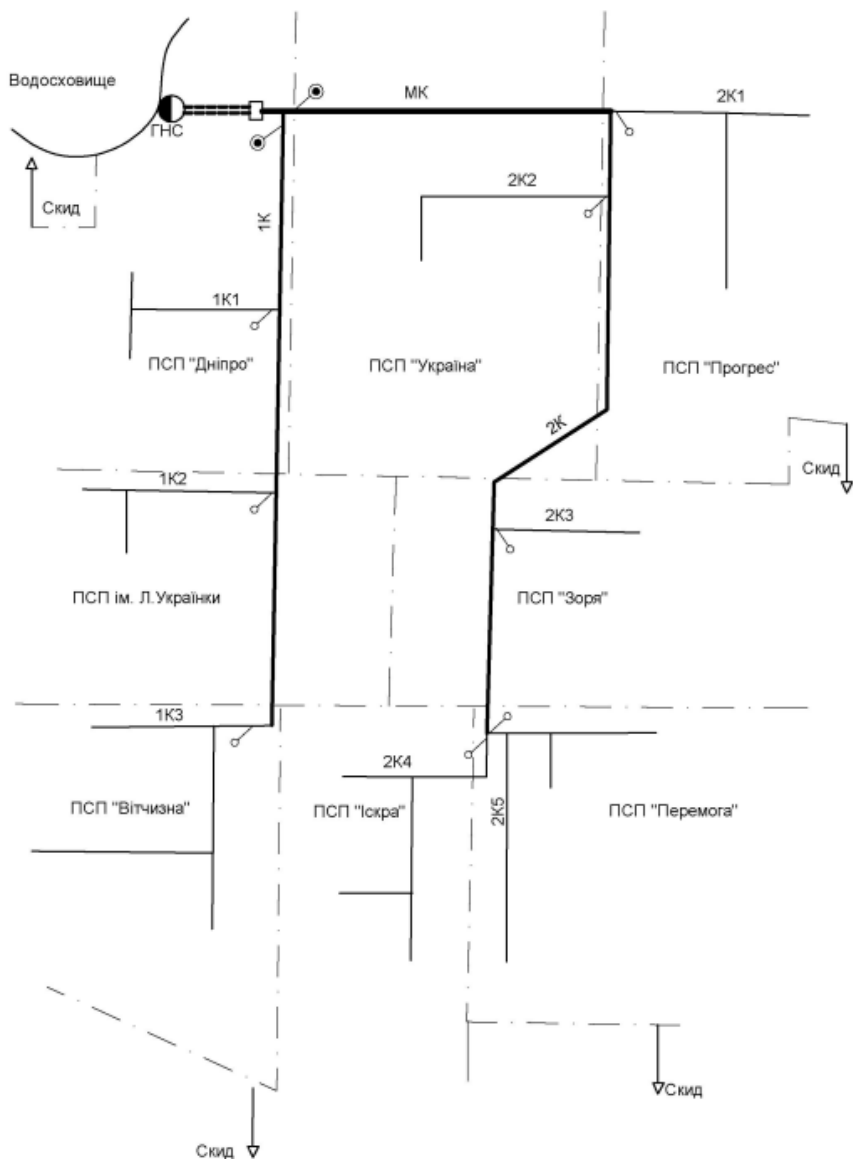 Водосховище
МК
2К1
ГНС
2К2
Скид
1К
1К1
ПСП "Дніпро"
ПСП "Україна"
ПСП "Прогрес"
2К
Скид
1К2
2К3
ПСП ім. Л.Українки
ПСП "Зоря"
1К3
2К4
ПСП "Вітчизна"
ПСП "Іскра"
2К5
ПСП "Перемога"
Скид
Скид